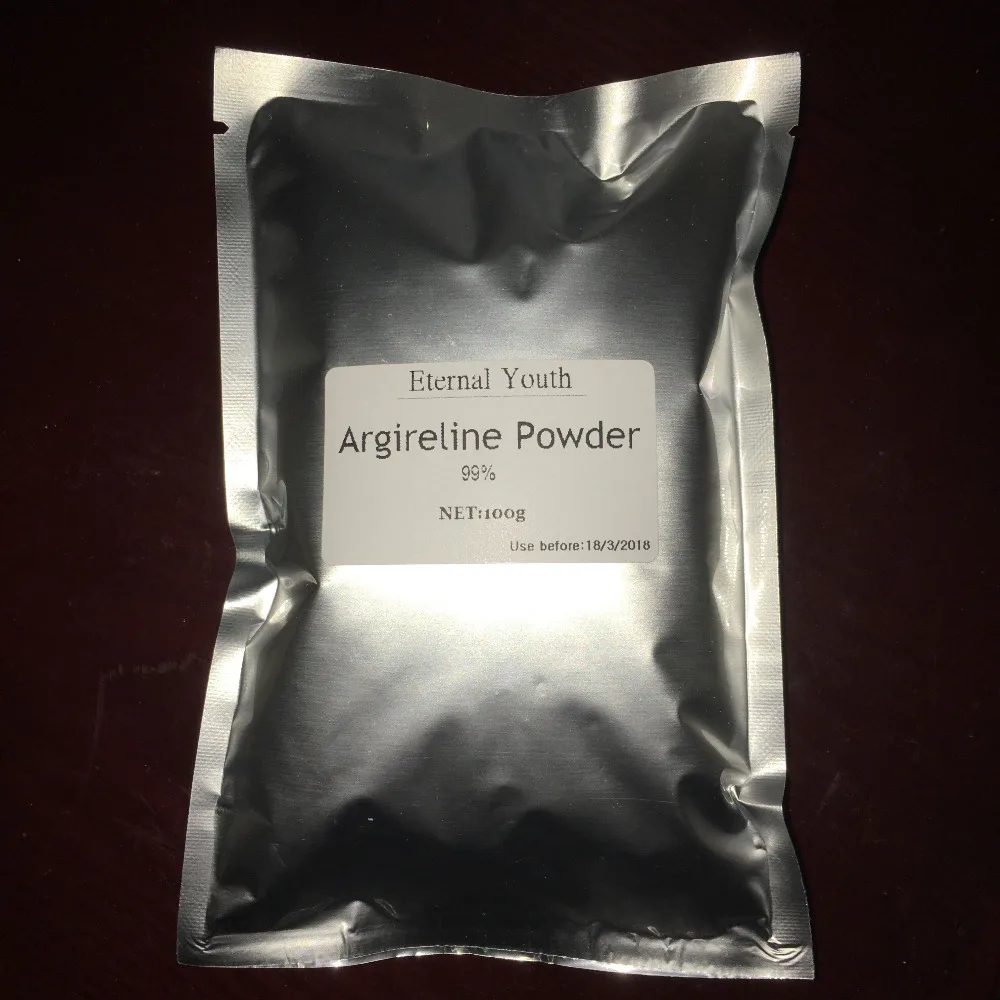 Eternal Youth
Argireline Powder
99%
NET:100g
Use before:18/3/2018